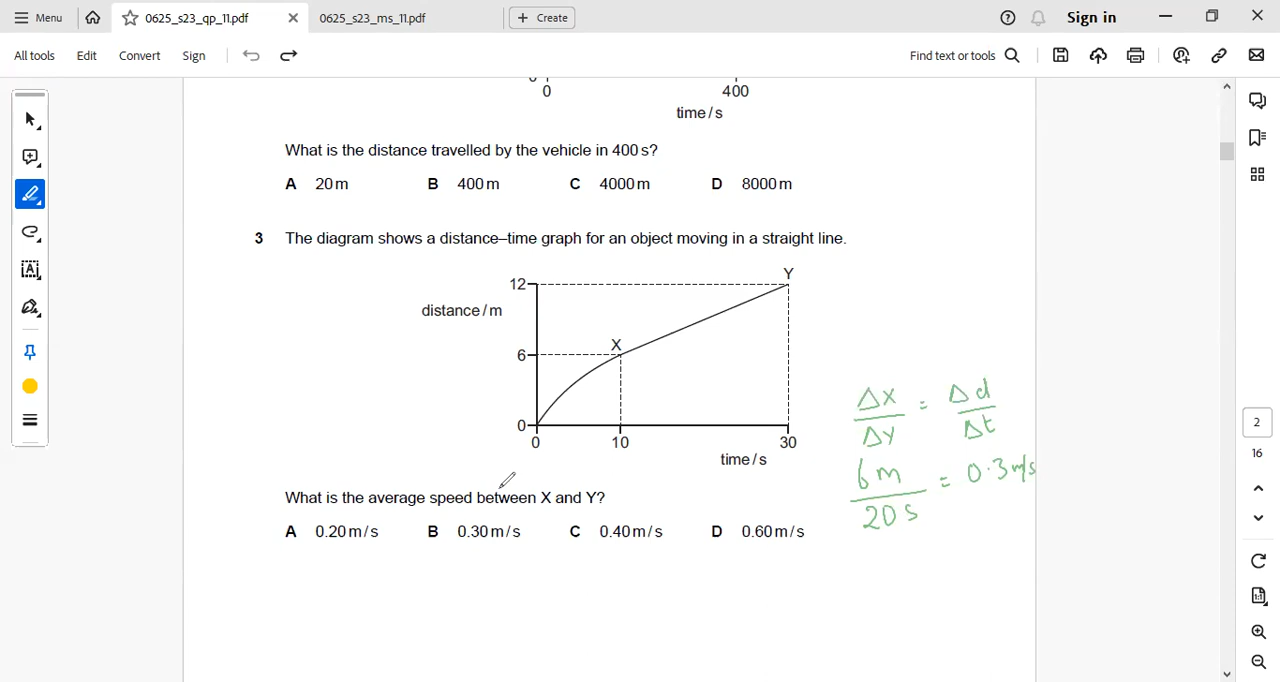 Menu
0625_s23_qp_11.pdf
0625_s23_ms_11.pdf
+ Create
Sign in
All tools
Edit
Convert
Sign
Find text or tools
0
0
400
time / s
What is the distance travelled by the vehicle in 400 s?
A 20 m B 400 m C 4000 m D 8000 m
3 The diagram shows a distance–time graph for an object moving in a straight line.
Y
12
distance / m
X
6
0
0 10 30
time / s
ΔX/ΔY = Δd/Δt
6m/20s = 0.3 m/s
What is the average speed between X and Y?
A 0.20 m / s B 0.30 m / s C 0.40 m / s D 0.60 m / s
2
16
1:1